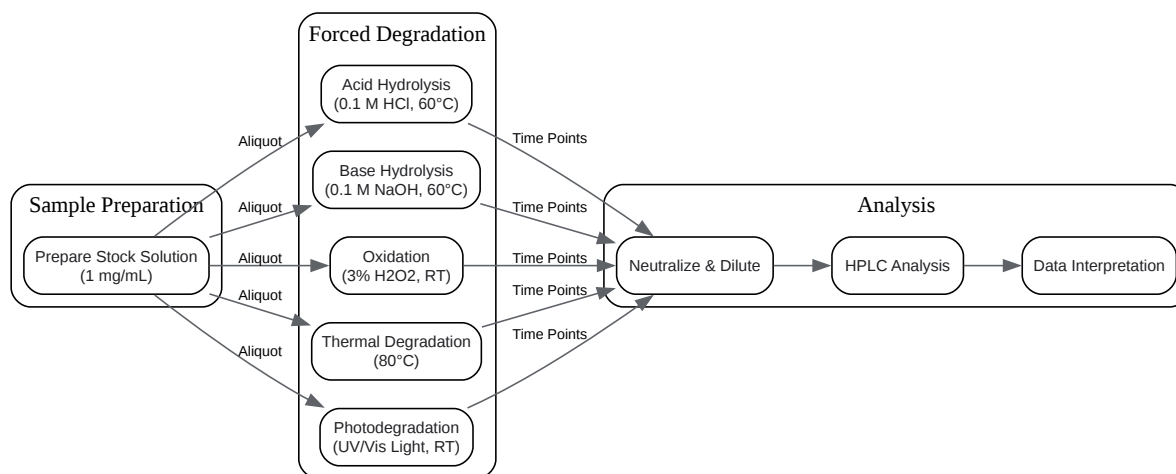 Forced Degradation
Acid Hydrolysis
(0.1 M HCl, 60°C)
Aliquot
Time Points
Base Hydrolysis
(0.1 M NaOH, 60°C)
Aliquot
Time Points
Sample Preparation
Analysis
Prepare Stock Solution
(1 mg/mL)
Aliquot
Oxidation
(3% H2O2, RT)
Time Points
Neutralize & Dilute
HPLC Analysis
Data Interpretation
Aliquot
Time Points
Thermal Degradation
(80°C)
Aliquot
Time Points
Photodegradation
(UV/Vis Light, RT)